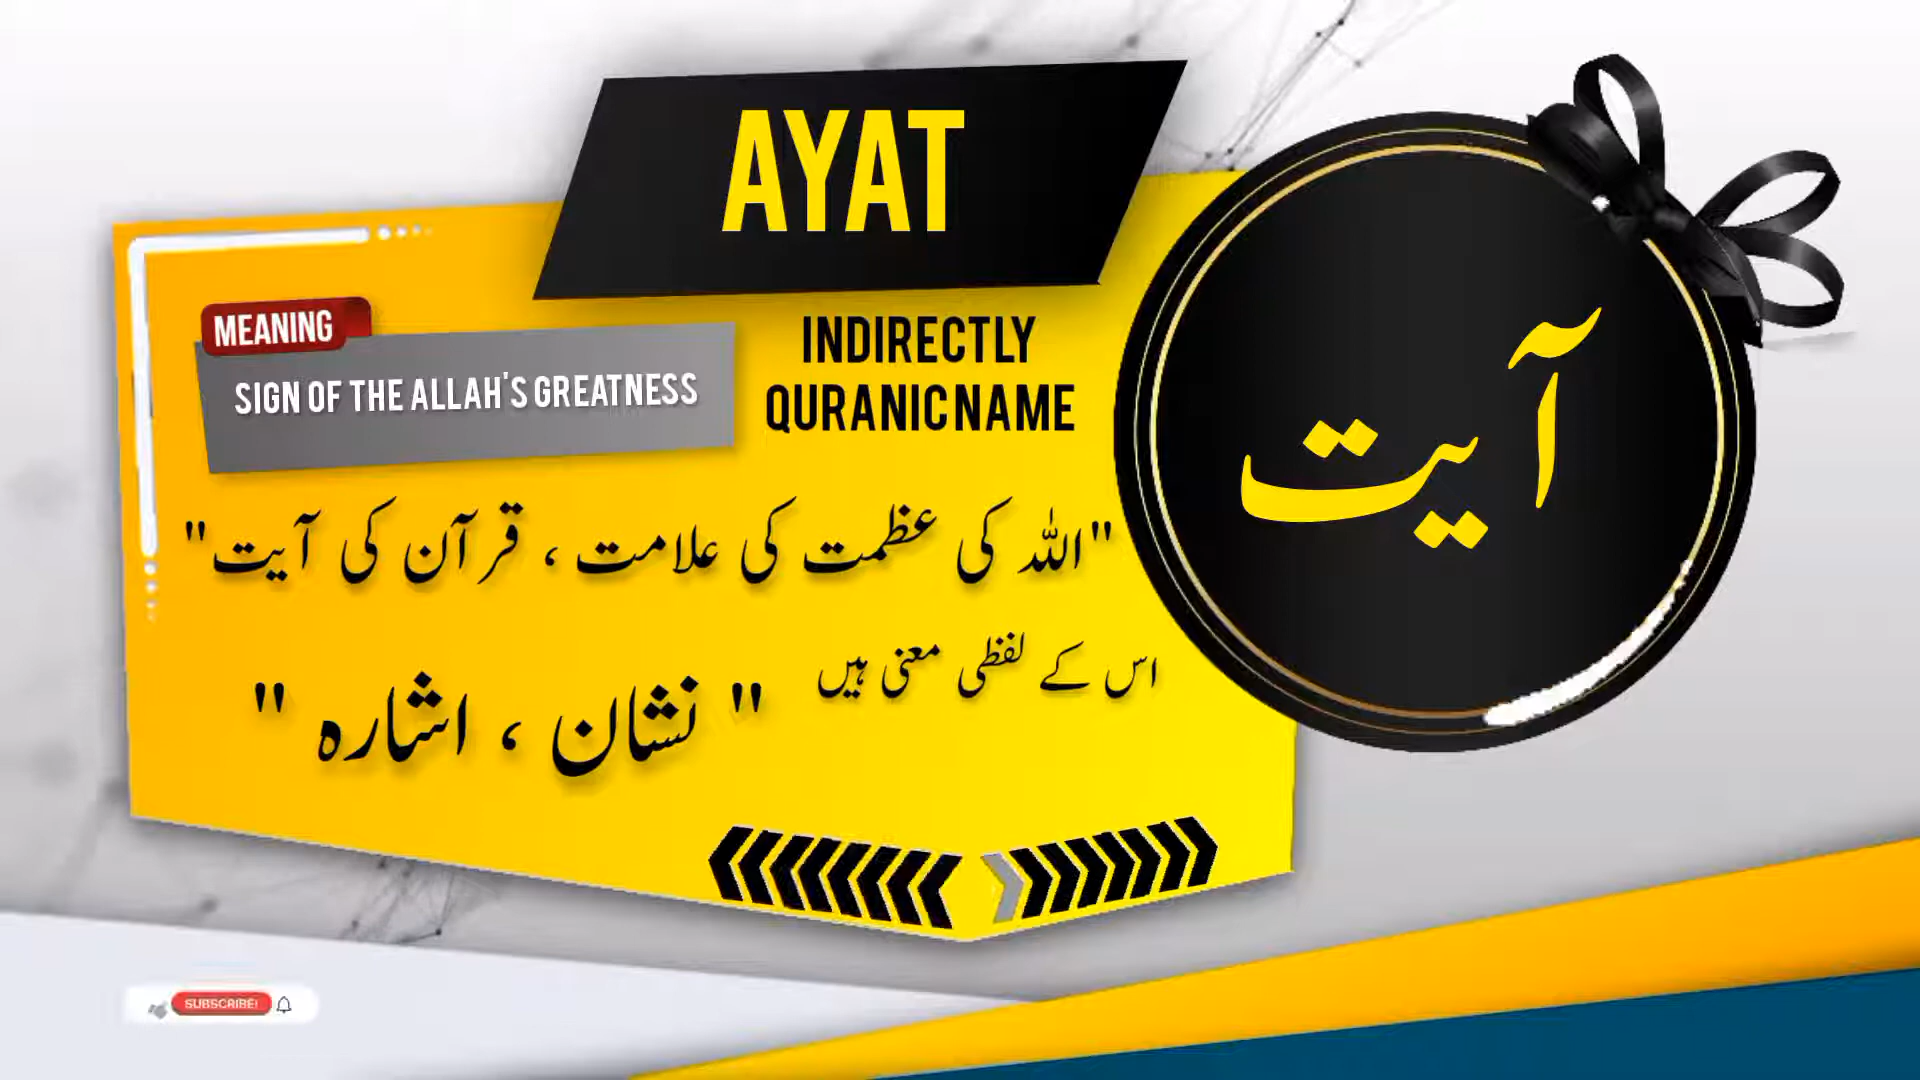 AYAT
MEANING
SIGN OF THE ALLAH'S GREATNESS
INDIRECTLY
QURANIC NAME
آیت
"اللہ کی عظمت کی علامت ، قرآن کی آیت"
اس کے لفظی معنی ہیں
" نشان ، اشارہ "
SUBSCRIBE!